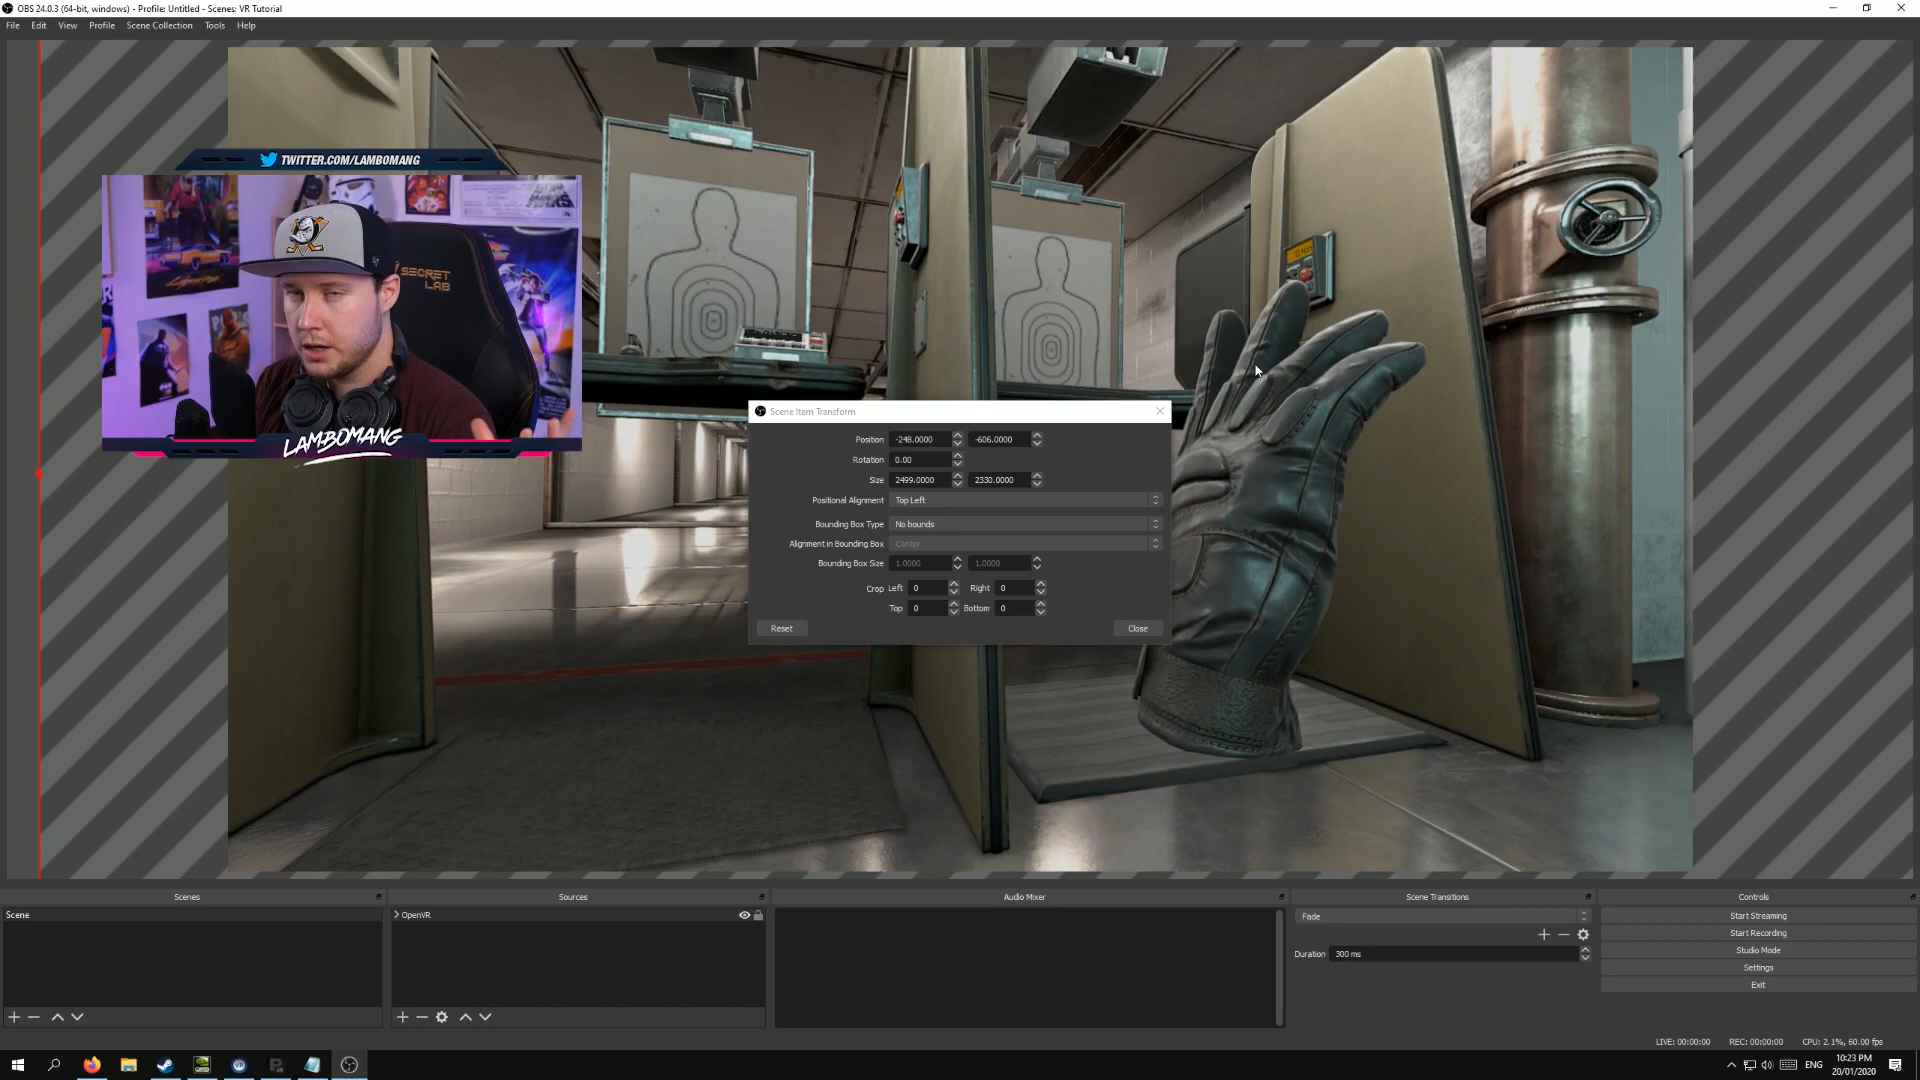 OBS 24.0.3 (64-bit, windows) - Profile: Untitled - Scenes: VR Tutorial
File Edit View Profile Scene Collection Tools Help
TWITTER.COM/LAMBOMANG
SECRET
LAB
LAMBOMANG
Scene Item Transform
Position -248.0000 -606.0000
Rotation 0.00
Size 2499.0000 2330.0000
Positional Alignment Top Left
Bounding Box Type No bounds
Alignment in Bounding Box Center
Bounding Box Size 1.0000 1.0000
Crop Left 0 Right 0
Top 0 Bottom 0
Reset Close
Scenes Sources Audio Mixer Scene Transitions Controls
Scene
OpenVR
Fade
Duration 300 ms
Start Streaming
Start Recording
Studio Mode
Settings
Exit
LIVE: 00:00:00 REC: 00:00:00 CPU: 2.1%, 60.00 fps
ENG
10:23 PM
20/01/2020